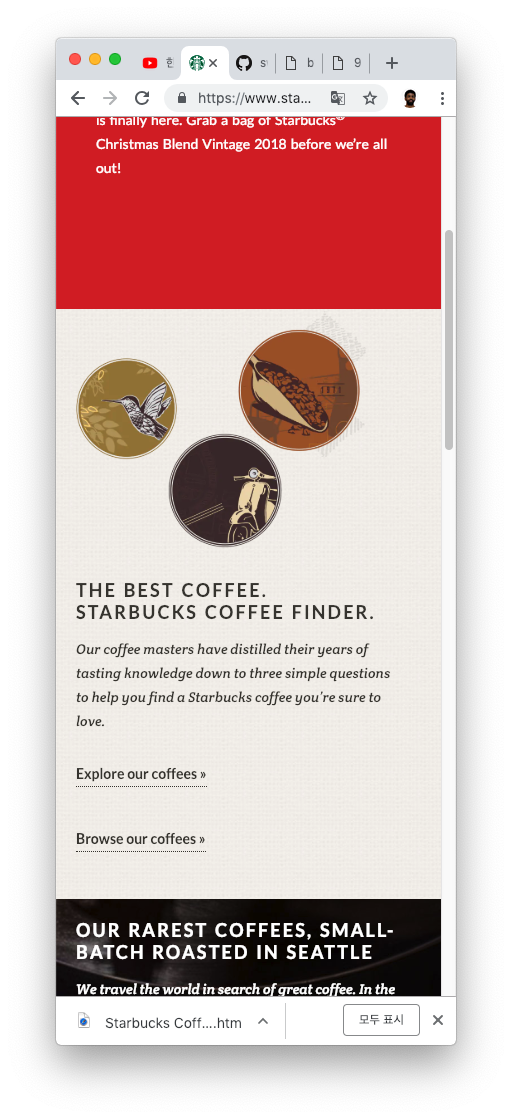 한
s
b
9
https://www.sta...
is finally here. Grab a bag of Starbucks®
Christmas Blend Vintage 2018 before we're all
out!
1971
THE BEST COFFEE.
STARBUCKS COFFEE FINDER.
Our coffee masters have distilled their years of
tasting knowledge down to three simple questions
to help you find a Starbucks coffee you're sure to
love.
Explore our coffees »
Browse our coffees »
OUR RAREST COFFEES, SMALL-
BATCH ROASTED IN SEATTLE
We travel the world in search of great coffee. In the
Starbucks Coff....htm
모두 표시